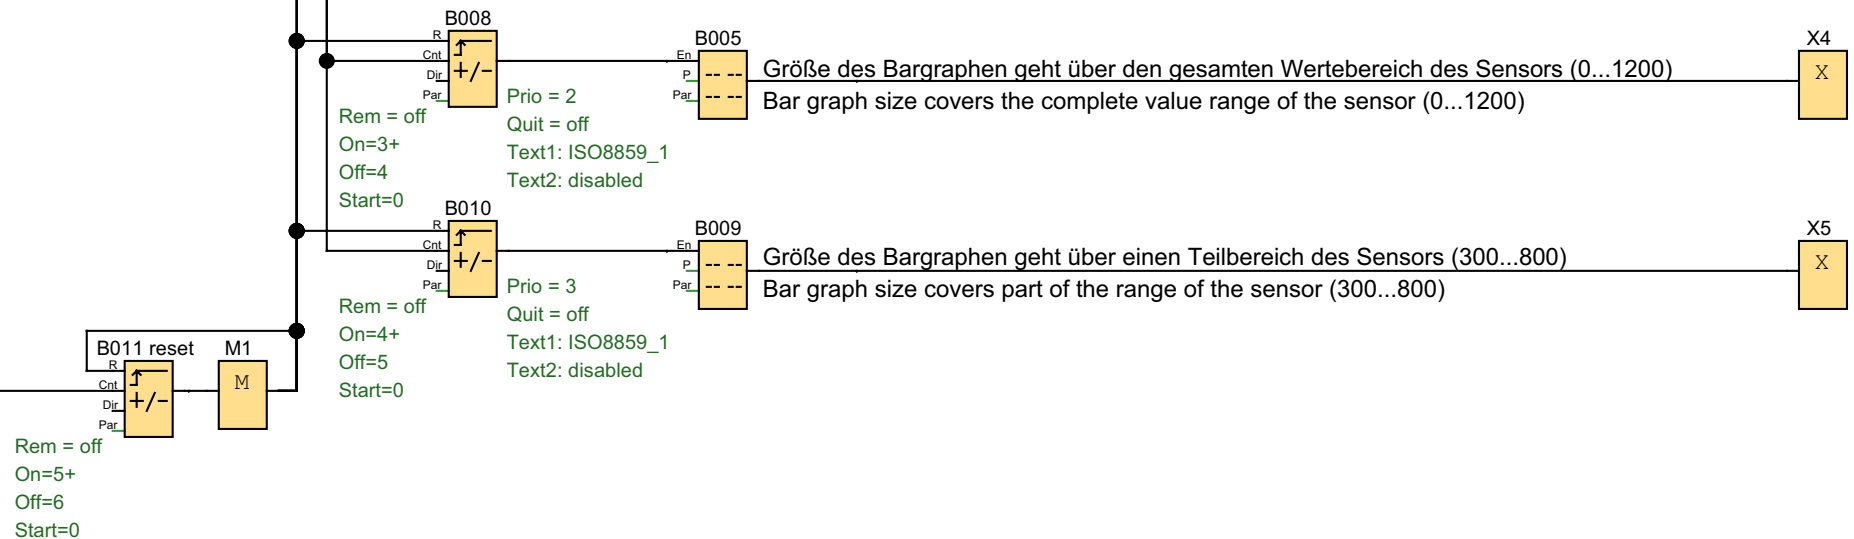 B008
R
Cnt
Dir
Par
+/-
Rem = off
On=3+
Off=4
Start=0
B005
En
P
Par
Prio = 2
Quit = off
Text1: ISO8859_1
Text2: disabled
Größe des Bargraphen geht über den gesamten Wertebereich des Sensors (0...1200)
Bar graph size covers the complete value range of the sensor (0...1200)
X4
X
B010
R
Cnt
Dir
Par
+/-
Rem = off
On=4+
Off=5
Start=0
B009
En
P
Par
Prio = 3
Quit = off
Text1: ISO8859_1
Text2: disabled
Größe des Bargraphen geht über einen Teilbereich des Sensors (300...800)
Bar graph size covers part of the range of the sensor (300...800)
X5
X
B011 reset
R
Cnt
Dir
Par
+/-
Rem = off
On=5+
Off=6
Start=0
M1
M